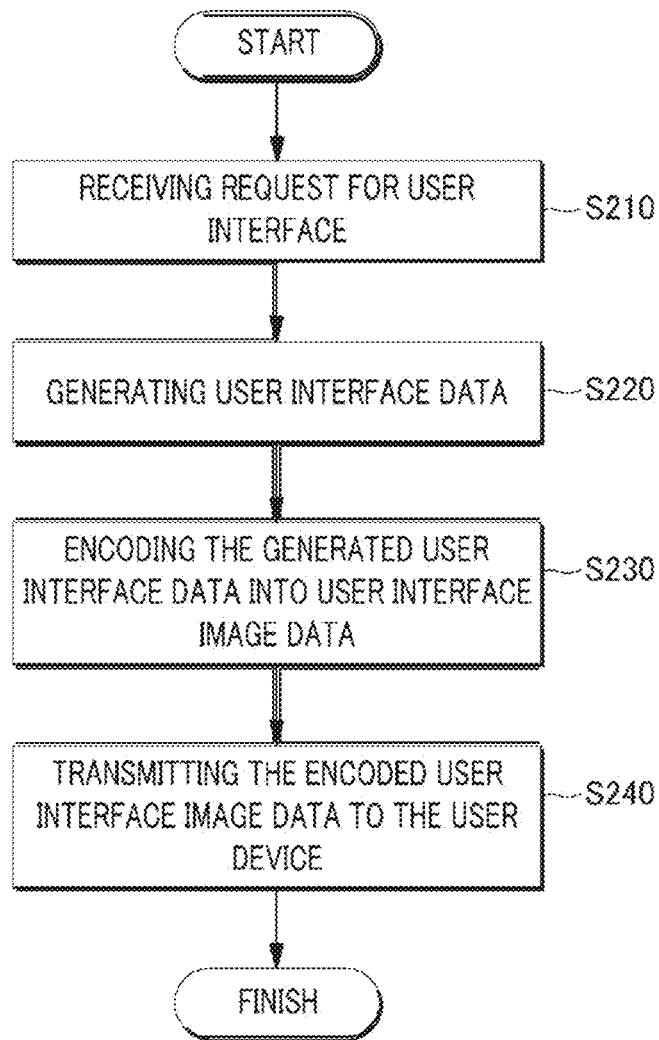 START
RECEIVING REQUEST FOR USER
INTERFACE
S210
GENERATING USER INTERFACE DATA
S220
ENCODING THE GENERATED USER
INTERFACE DATA INTO USER INTERFACE
IMAGE DATA
S230
TRANSMITTING THE ENCODED USER
INTERFACE IMAGE DATA TO THE USER
DEVICE
S240
FINISH